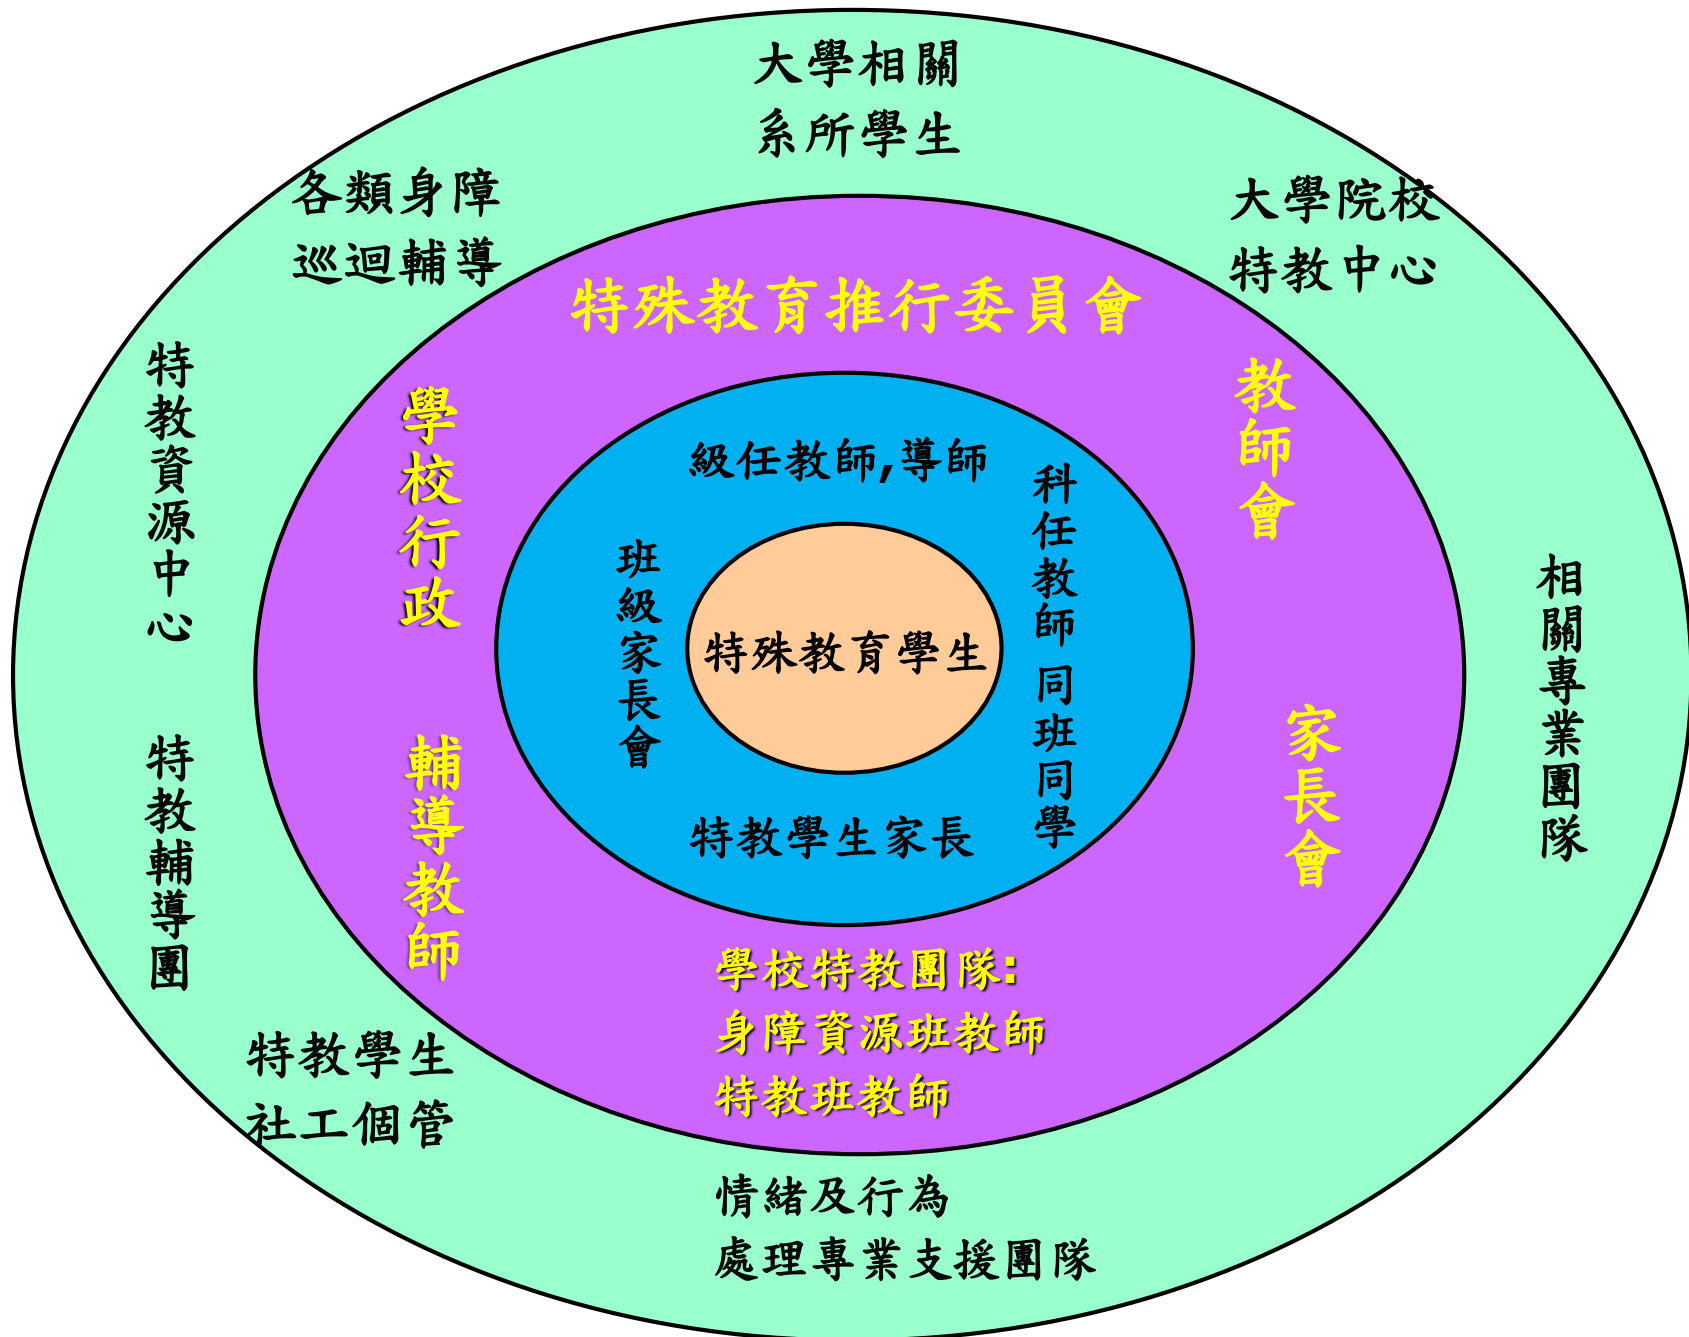 大學相關
系所學生
各類身障
巡迴輔導
大學院校
特教中心
特殊教育推行委員會
特教資源中心
學校行政
教師會
級任教師,導師
科任教師 同班同學
班級家長會
特殊教育學生
相關專業團隊
特教輔導團
輔導教師
家長會
特教學生家長
學校特教團隊:
身障資源班教師
特教班教師
特教學生
社工個管
情緒及行為
處理專業支援團隊